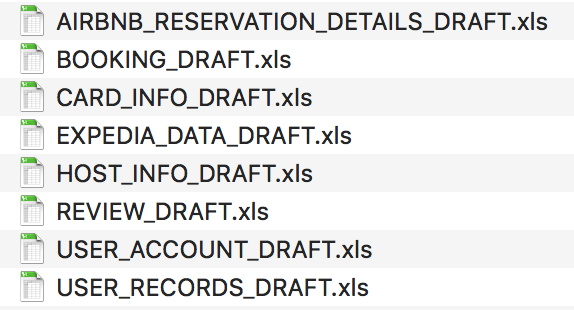 AIRBNB_RESERVATION_DETAILS_DRAFT.xls
BOOKING_DRAFT.xls
CARD_INFO_DRAFT.xls
EXPEDIA_DATA_DRAFT.xls
HOST_INFO_DRAFT.xls
REVIEW_DRAFT.xls
USER_ACCOUNT_DRAFT.xls
USER_RECORDS_DRAFT.xls